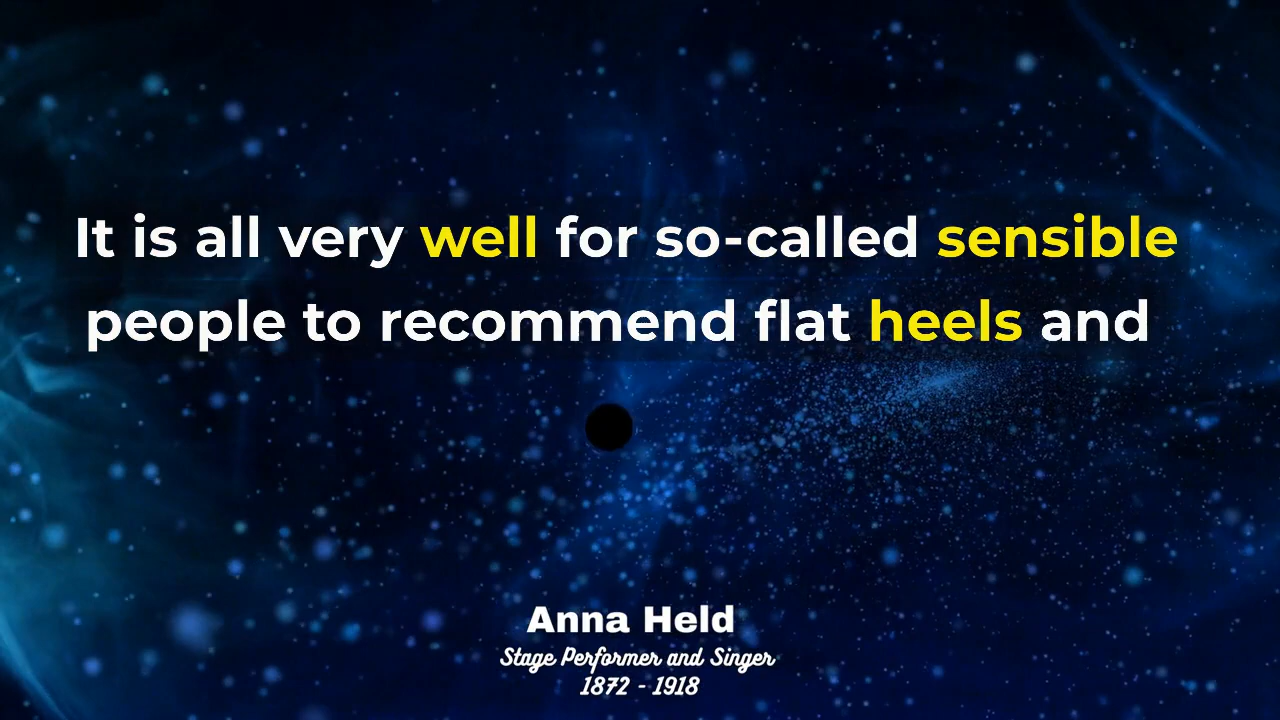 It is all very well for so-called sensible
people to recommend flat heels and
Anna Held
Stage Performer and Singer
1872 - 1918